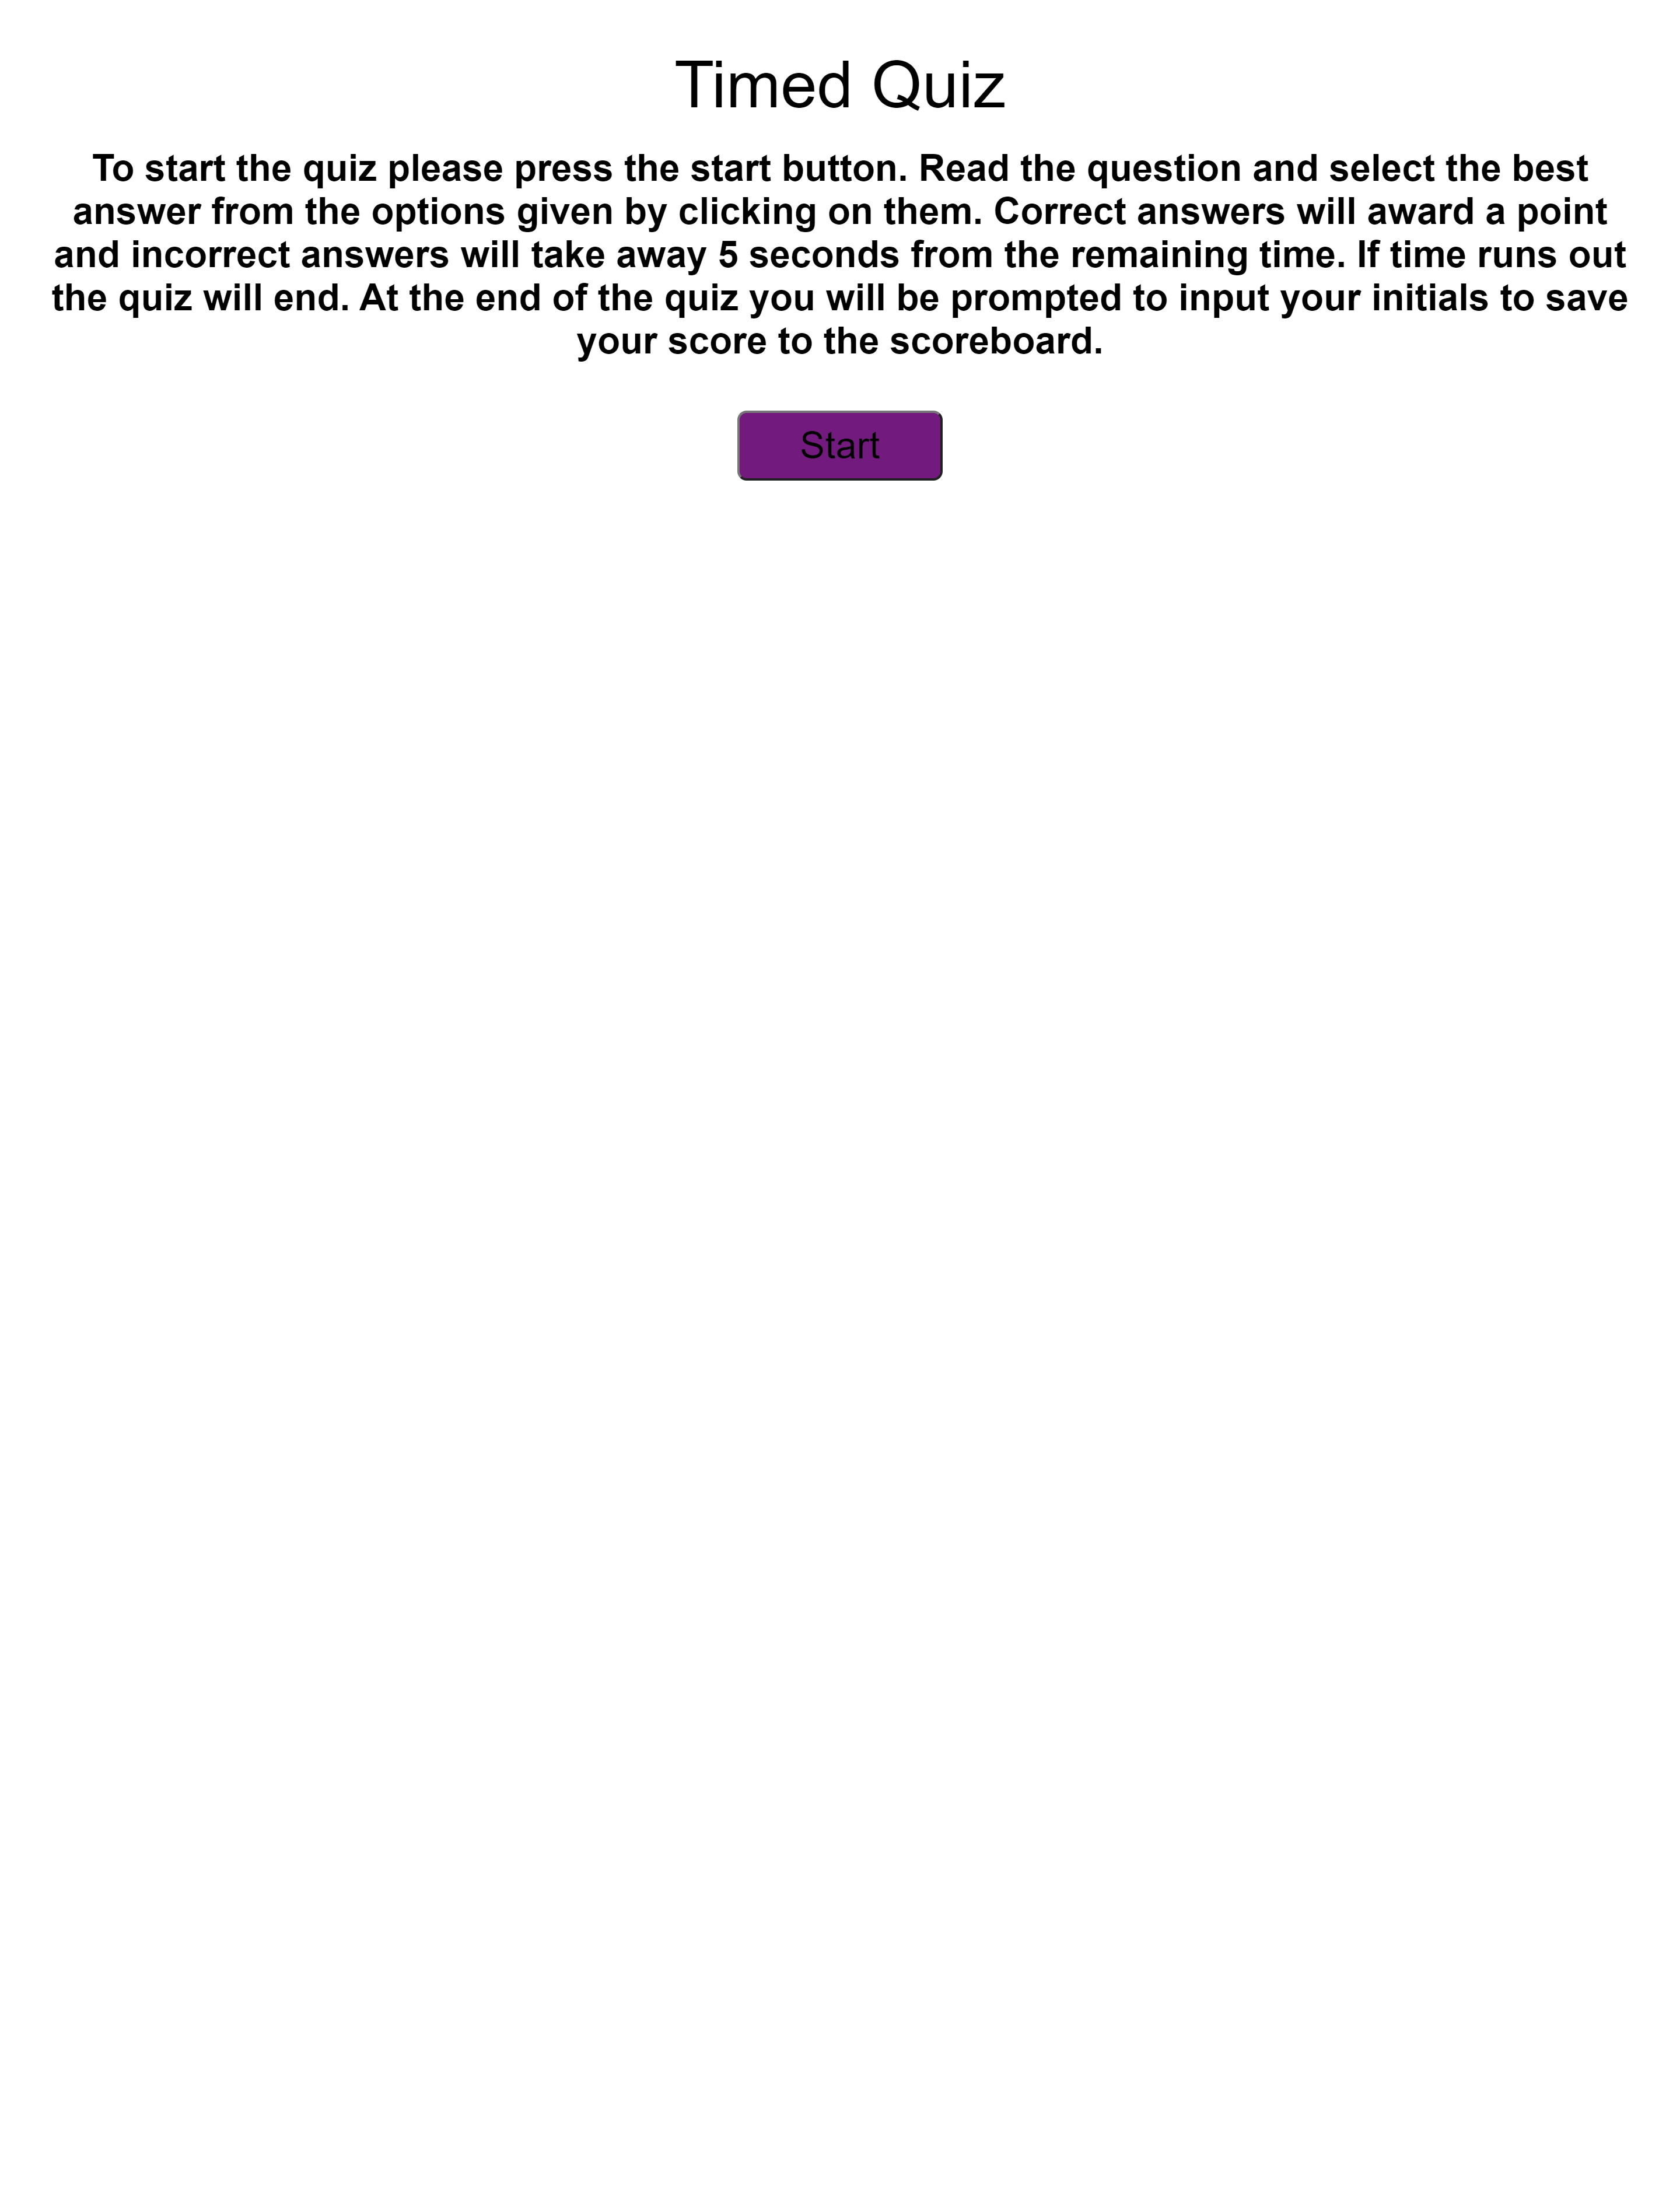 Timed Quiz
To start the quiz please press the start button. Read the question and select the best
answer from the options given by clicking on them. Correct answers will award a point
and incorrect answers will take away 5 seconds from the remaining time. If time runs out
the quiz will end. At the end of the quiz you will be prompted to input your initials to save
your score to the scoreboard.
Start